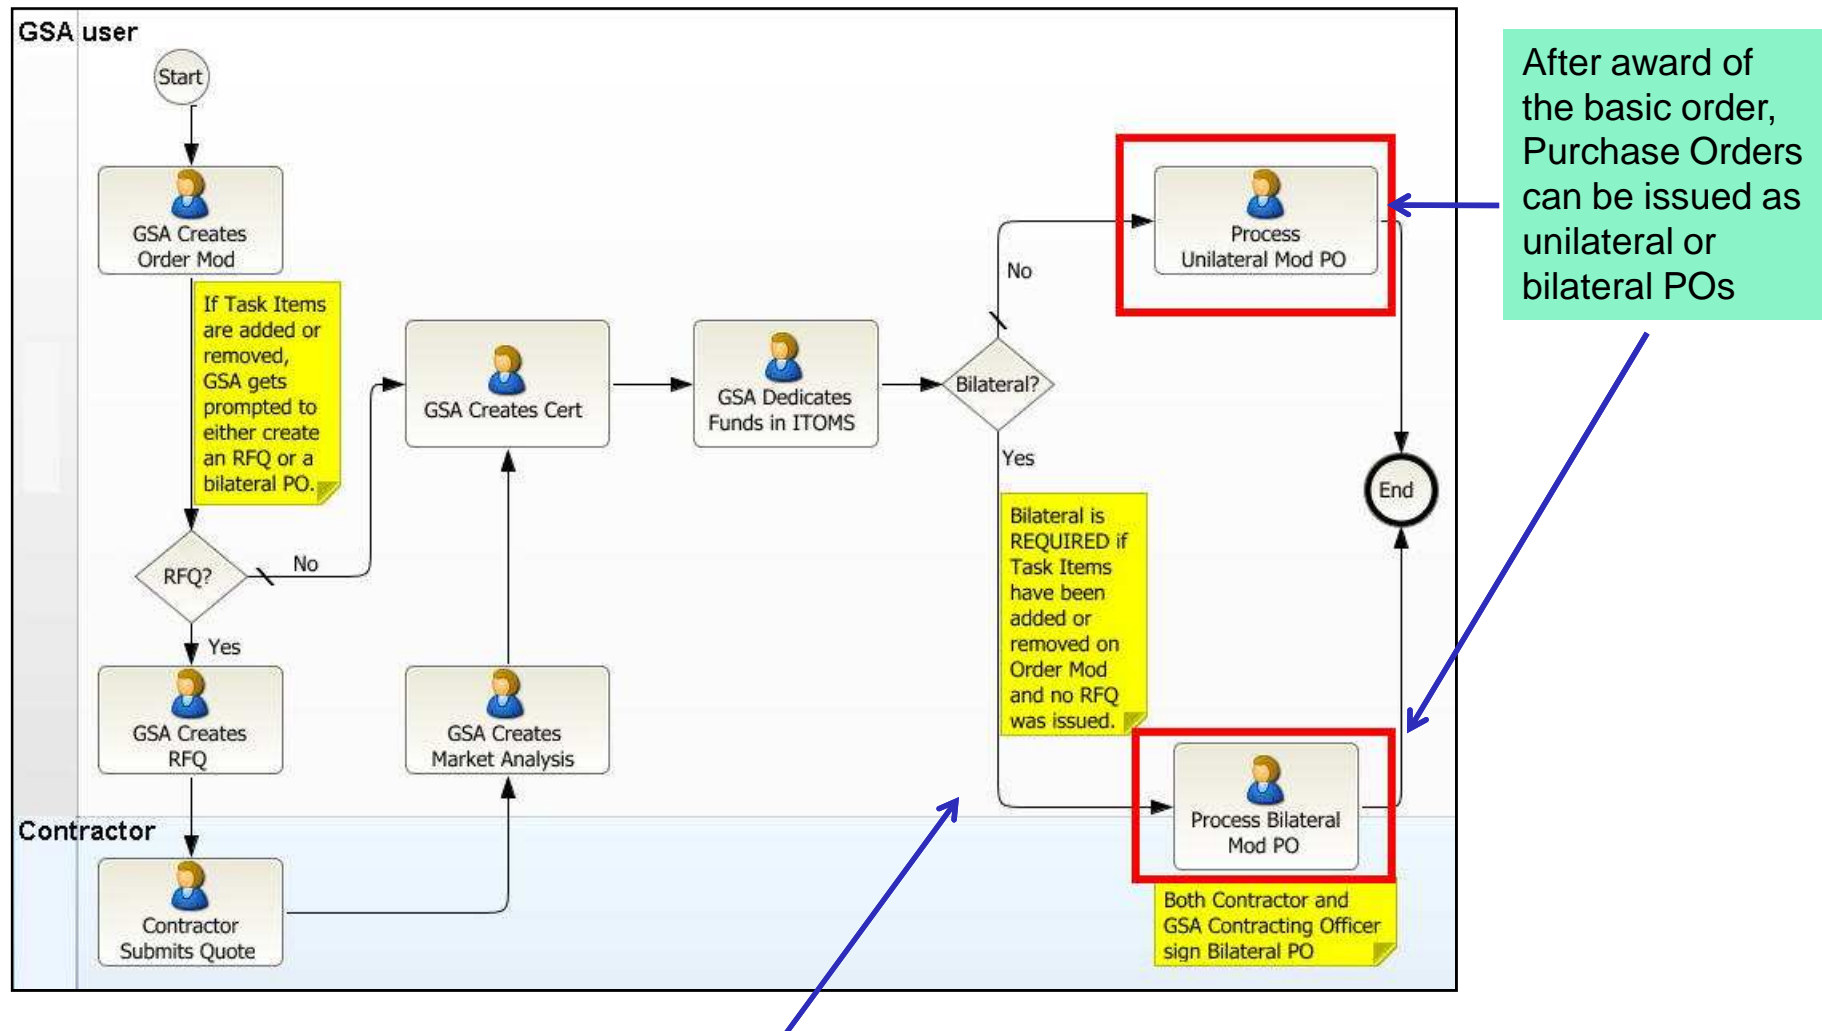 GSA user
Start
GSA Creates
Order Mod
If Task Items
are added or
removed,
GSA gets
prompted to
either create
an RFQ or a
bilateral PO.
RFQ?
No
Yes
GSA Creates
RFQ
Contractor
Contractor
Submits Quote
GSA Creates
Market Analysis
GSA Creates Cert
GSA Dedicates
Funds in ITOMS
Bilateral?
No
Process
Unilateral Mod PO
Yes
Bilateral is
REQUIRED if
Task Items
have been
added or
removed on
Order Mod
and no RFQ
was issued.
Process Bilateral
Mod PO
Both Contractor and
GSA Contracting Officer
sign Bilateral PO
End
After award of
the basic order,
Purchase Orders
can be issued as
unilateral or
bilateral POs